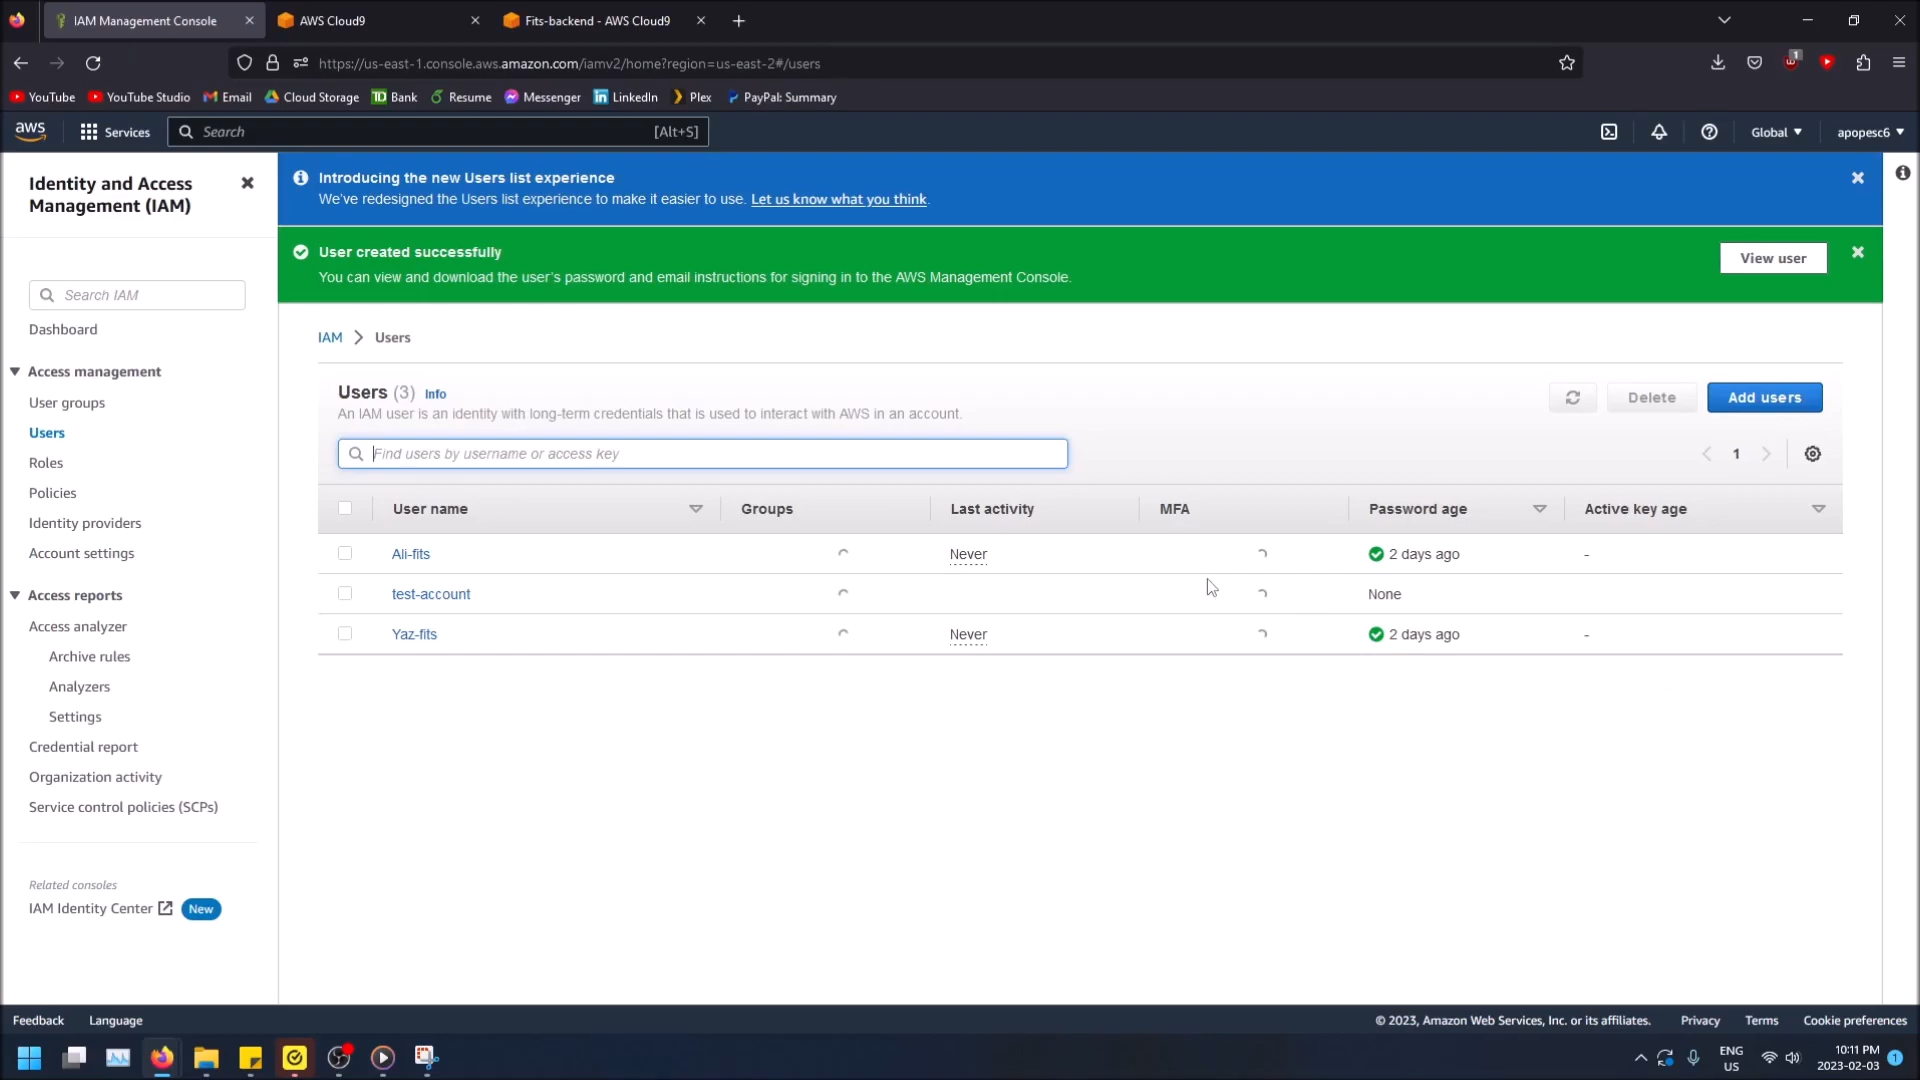 IAM Management Console
AWS Cloud9
Fits-backend - AWS Cloud9
https://us-east-1.console.aws.amazon.com/iamv2/home?region=us-east-2#/users
1
YouTube
YouTube Studio
Email
Cloud Storage
TD Bank
Resume
Messenger
LinkedIn
Plex
PayPal: Summary
aws
Services
Search
[Alt+S]
Global
apopesc6
Identity and Access
Management (IAM)
Search IAM
Dashboard
Access management
User groups
Users
Roles
Policies
Identity providers
Account settings
Access reports
Access analyzer
Archive rules
Analyzers
Settings
Credential report
Organization activity
Service control policies (SCPs)
Related consoles
IAM Identity Center New
Introducing the new Users list experience
We've redesigned the Users list experience to make it easier to use. Let us know what you think.
User created successfully
You can view and download the user's password and email instructions for signing in to the AWS Management Console.
View user
IAM > Users
Users (3) Info
An IAM user is an identity with long-term credentials that is used to interact with AWS in an account.
Delete
Add users
Find users by username or access key
1
User name Groups Last activity MFA Password age Active key age
Ali-fits Never 2 days ago -
test-account None
Yaz-fits Never 2 days ago -
Feedback
Language
© 2023, Amazon Web Services, Inc. or its affiliates.
Privacy
Terms
Cookie preferences
ENG
US
10:11 PM
2023-02-03
1